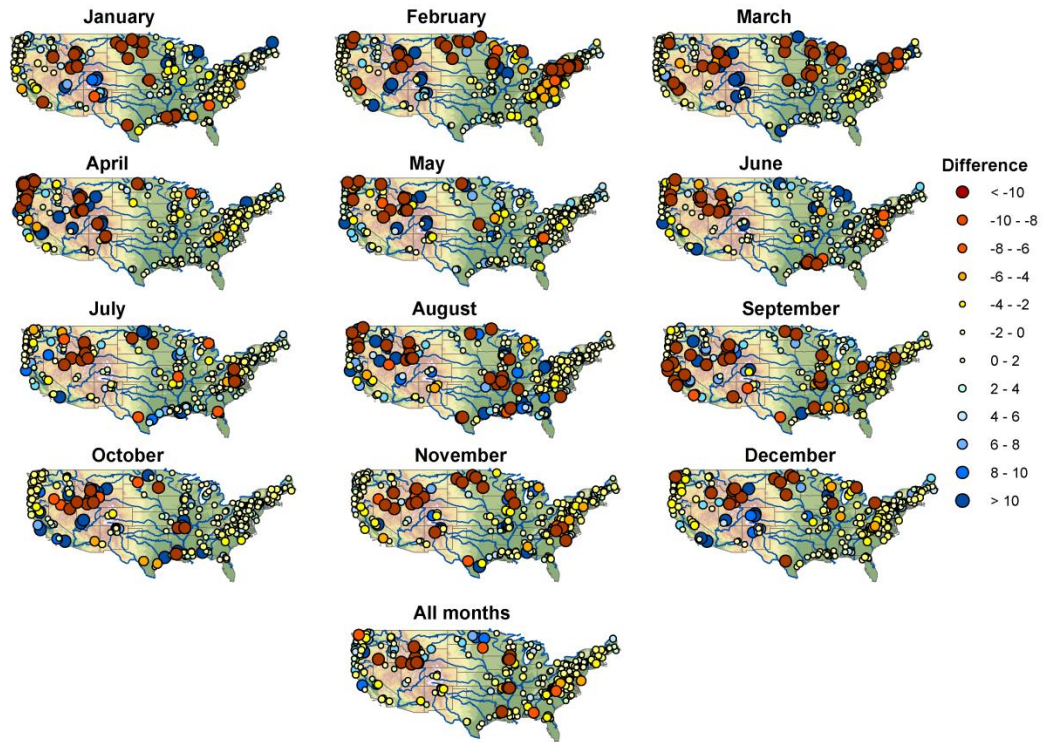 January
February
March
April
May
June
July
August
September
October
November
December
All months
Difference
< -10
-10 - -8
-8 - -6
-6 - -4
-4 - -2
-2 - 0
0 - 2
2 - 4
4 - 6
6 - 8
8 - 10
> 10